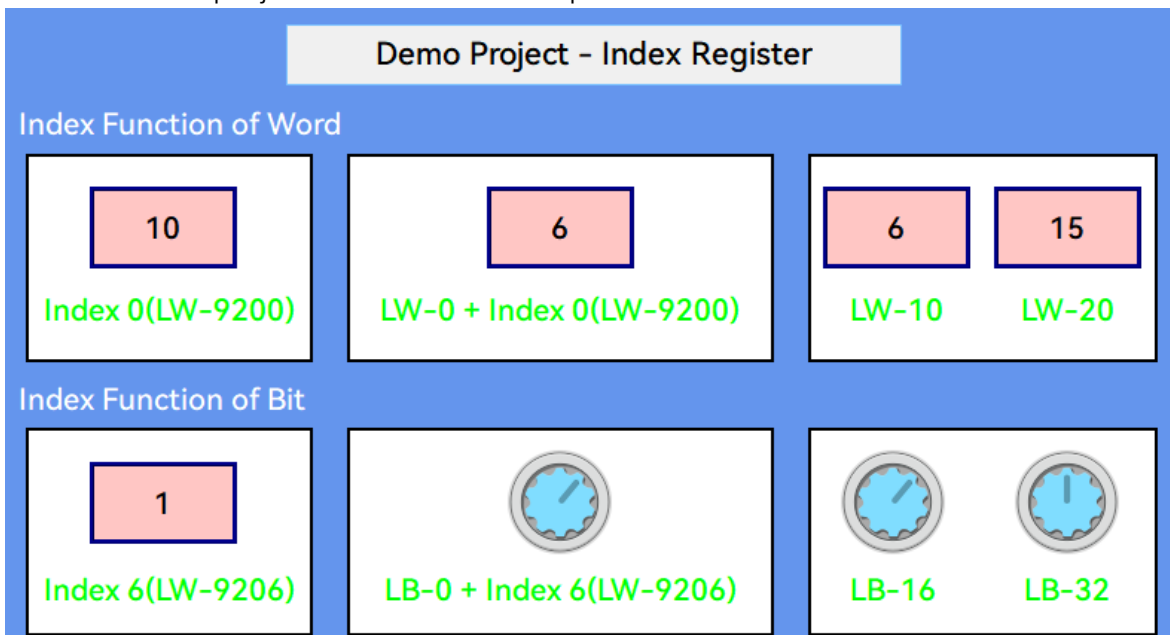 Demo Project - Index Register
Index Function of Word
10 6 6 15
Index 0(LW-9200) LW-0 + Index 0(LW-9200) LW-10 LW-20
Index Function of Bit
1
Index 6(LW-9206) LB-0 + Index 6(LW-9206) LB-16 LB-32